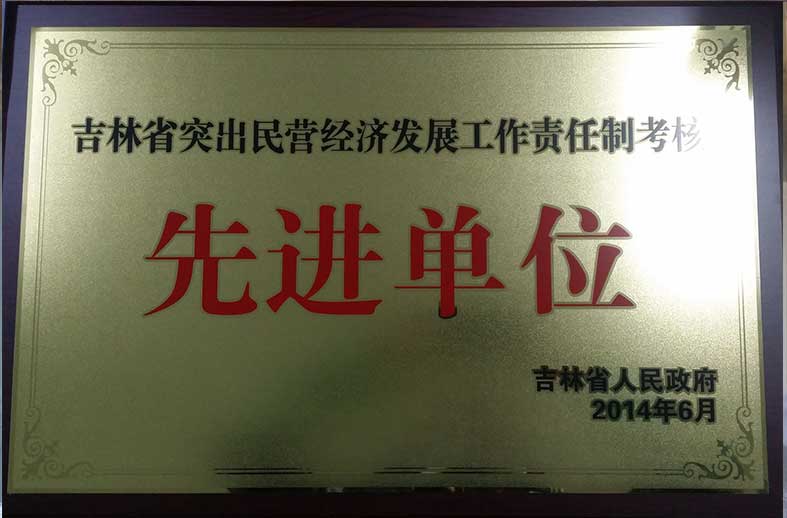 吉林省突出民营经济发展工作责任制考核
先进单位
吉林省人民政府
2014年6月